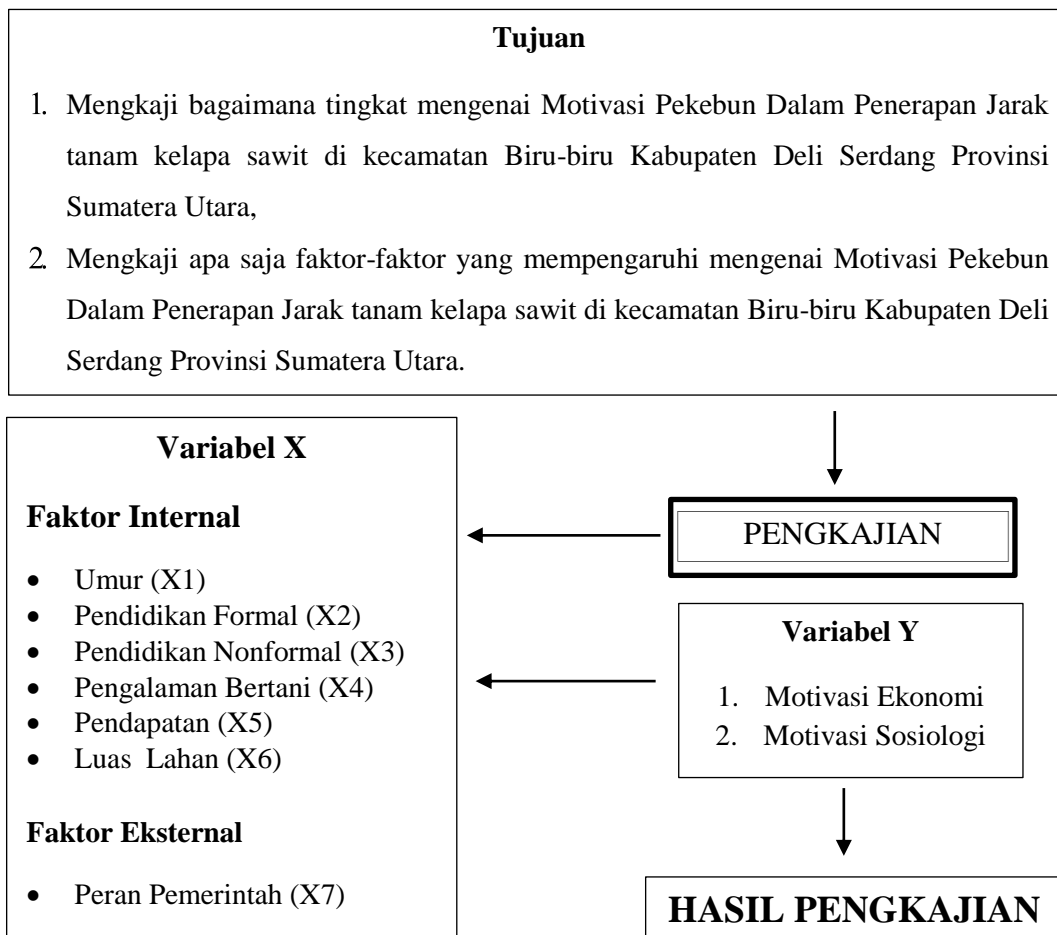 Tujuan
1. Mengkaji bagaimana tingkat mengenai Motivasi Pekebun Dalam Penerapan Jarak
tanam kelapa sawit di kecamatan Biru-biru Kabupaten Deli Serdang Provinsi
Sumatera Utara,
2. Mengkaji apa saja faktor-faktor yang mempengaruhi mengenai Motivasi Pekebun
Dalam Penerapan Jarak tanam kelapa sawit di kecamatan Biru-biru Kabupaten Deli
Serdang Provinsi Sumatera Utara.
Variabel X
Faktor Internal
• Umur (X1)
• Pendidikan Formal (X2)
• Pendidikan Nonformal (X3)
• Pengalaman Bertani (X4)
• Pendapatan (X5)
• Luas Lahan (X6)
Faktor Eksternal
• Peran Pemerintah (X7)
PENGKAJIAN
Variabel Y
1. Motivasi Ekonomi
2. Motivasi Sosiologi
HASIL PENGKAJIAN